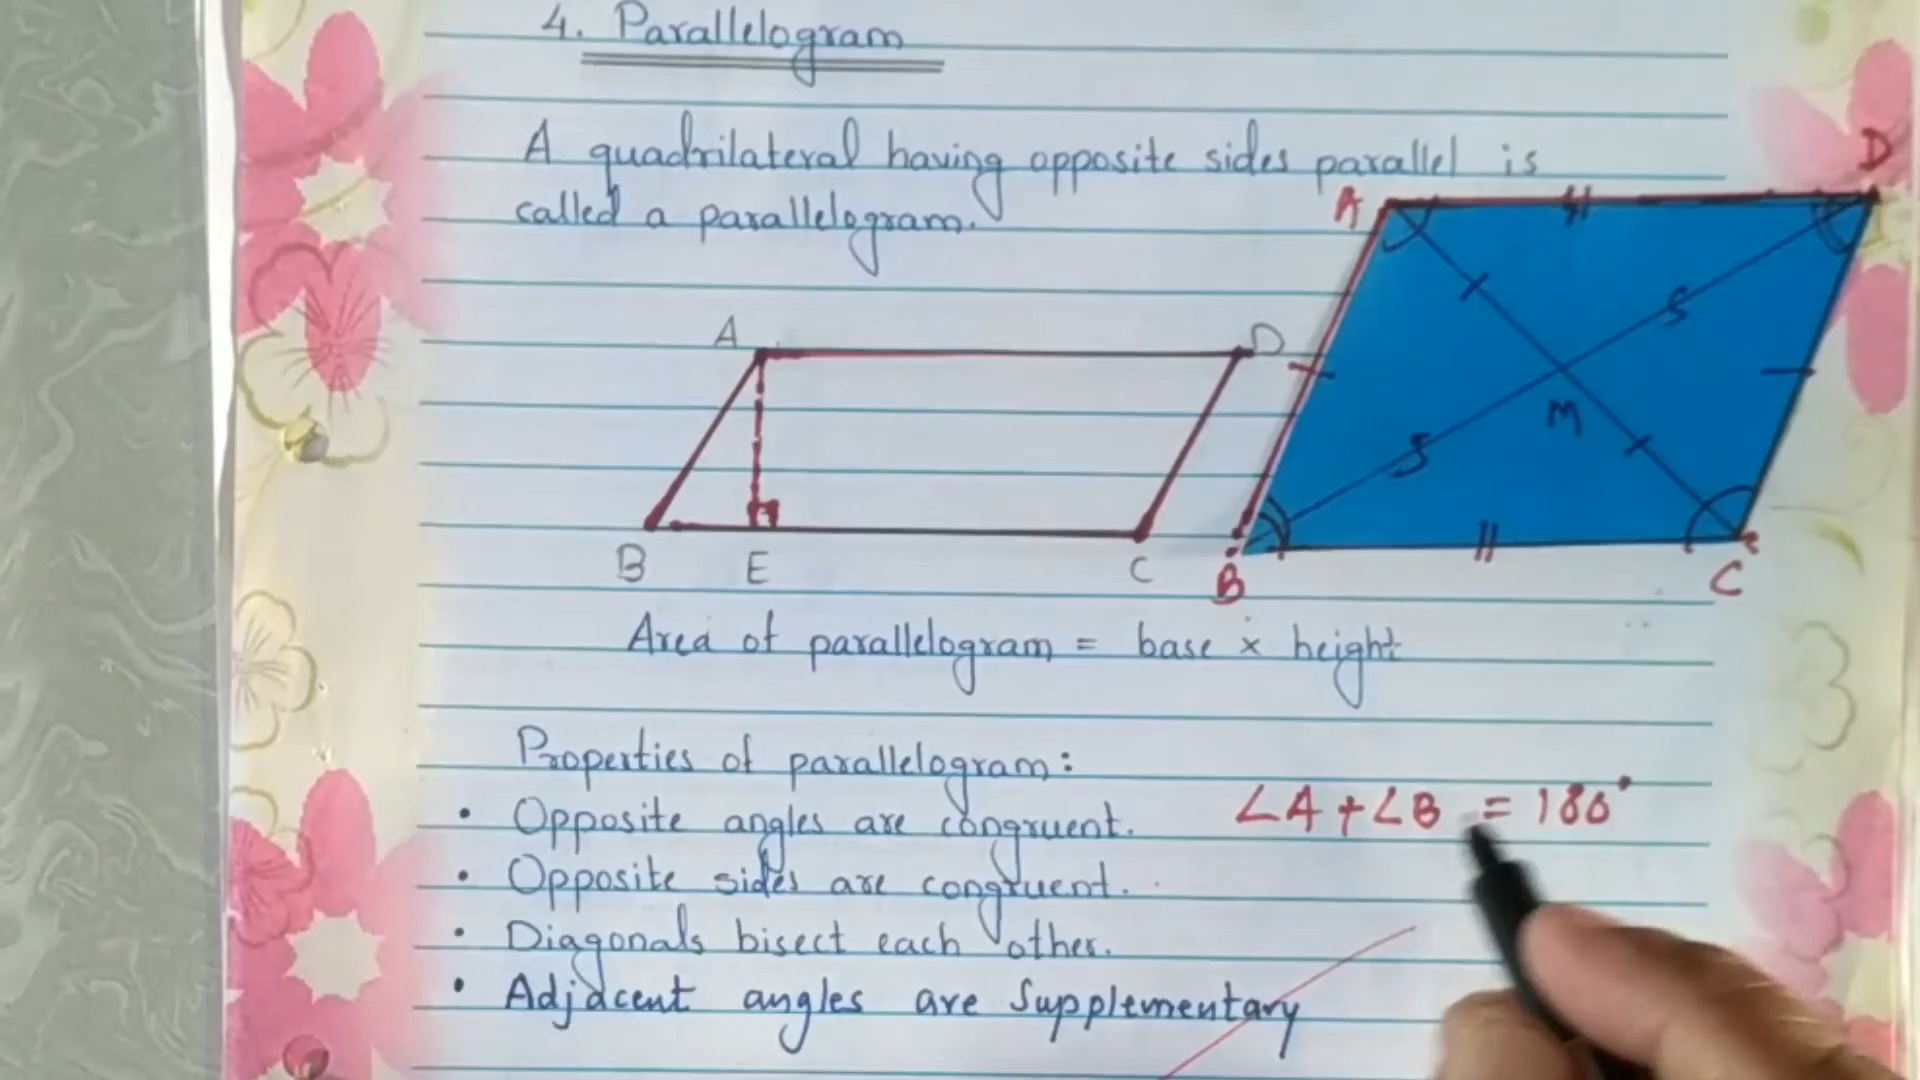 4. Parallelogram
A quadrilateral having opposite sides parallel is
called a parallelogram.
A D
B E C
A D
M
B C
Area of parallelogram = base × height
Properties of parallelogram:
• Opposite angles are congruent.
∠A + ∠B = 180°
• Opposite sides are congruent.
• Diagonals bisect each other.
• Adjacent angles are Supplementary